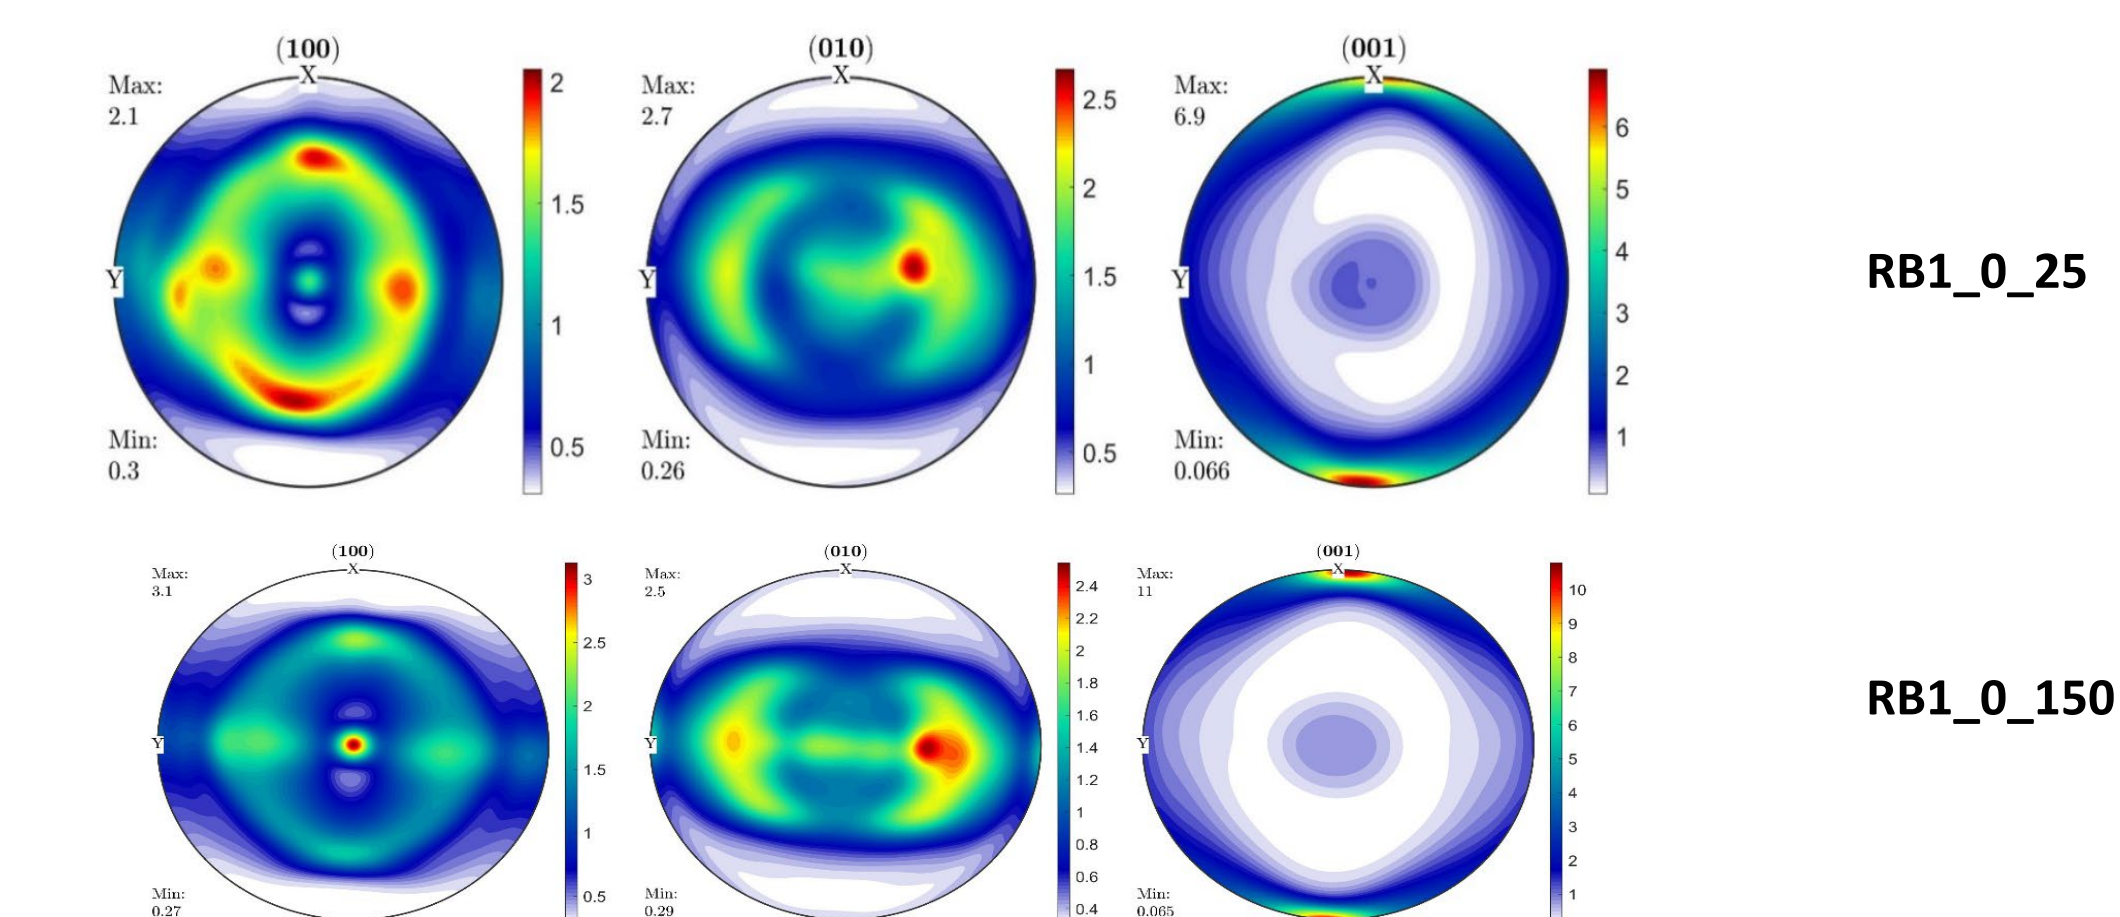 (100)
X
Max:
2.1
Y
Min:
0.3
2
1.5
1
0.5
(010)
X
Max:
2.7
Y
Min:
0.26
2.5
2
1.5
1
0.5
(001)
X
Max:
6.9
Y
Min:
0.066
6
5
4
3
2
1
RB1_0_25
(100)
X
Max:
3.1
Y
Min:
0.27
3
2.5
2
1.5
1
0.5
(010)
X
Max:
2.5
Y
Min:
0.29
2.4
2.2
2
1.8
1.6
1.4
1.2
1
0.8
0.6
0.4
(001)
X
Max:
11
Y
Min:
0.065
10
9
8
7
6
5
4
3
2
1
RB1_0_150